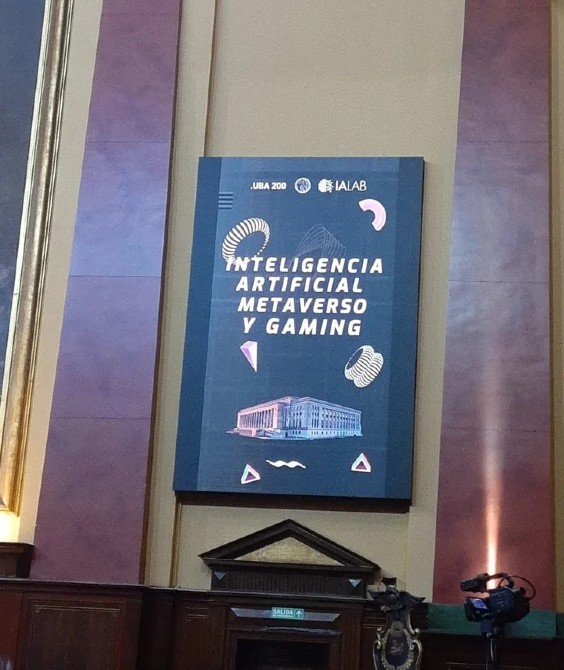 .UBA 200 IALAB
INTELIGENCIA
ARTIFICIAL
METAVERSO
Y GAMING
SALIDA